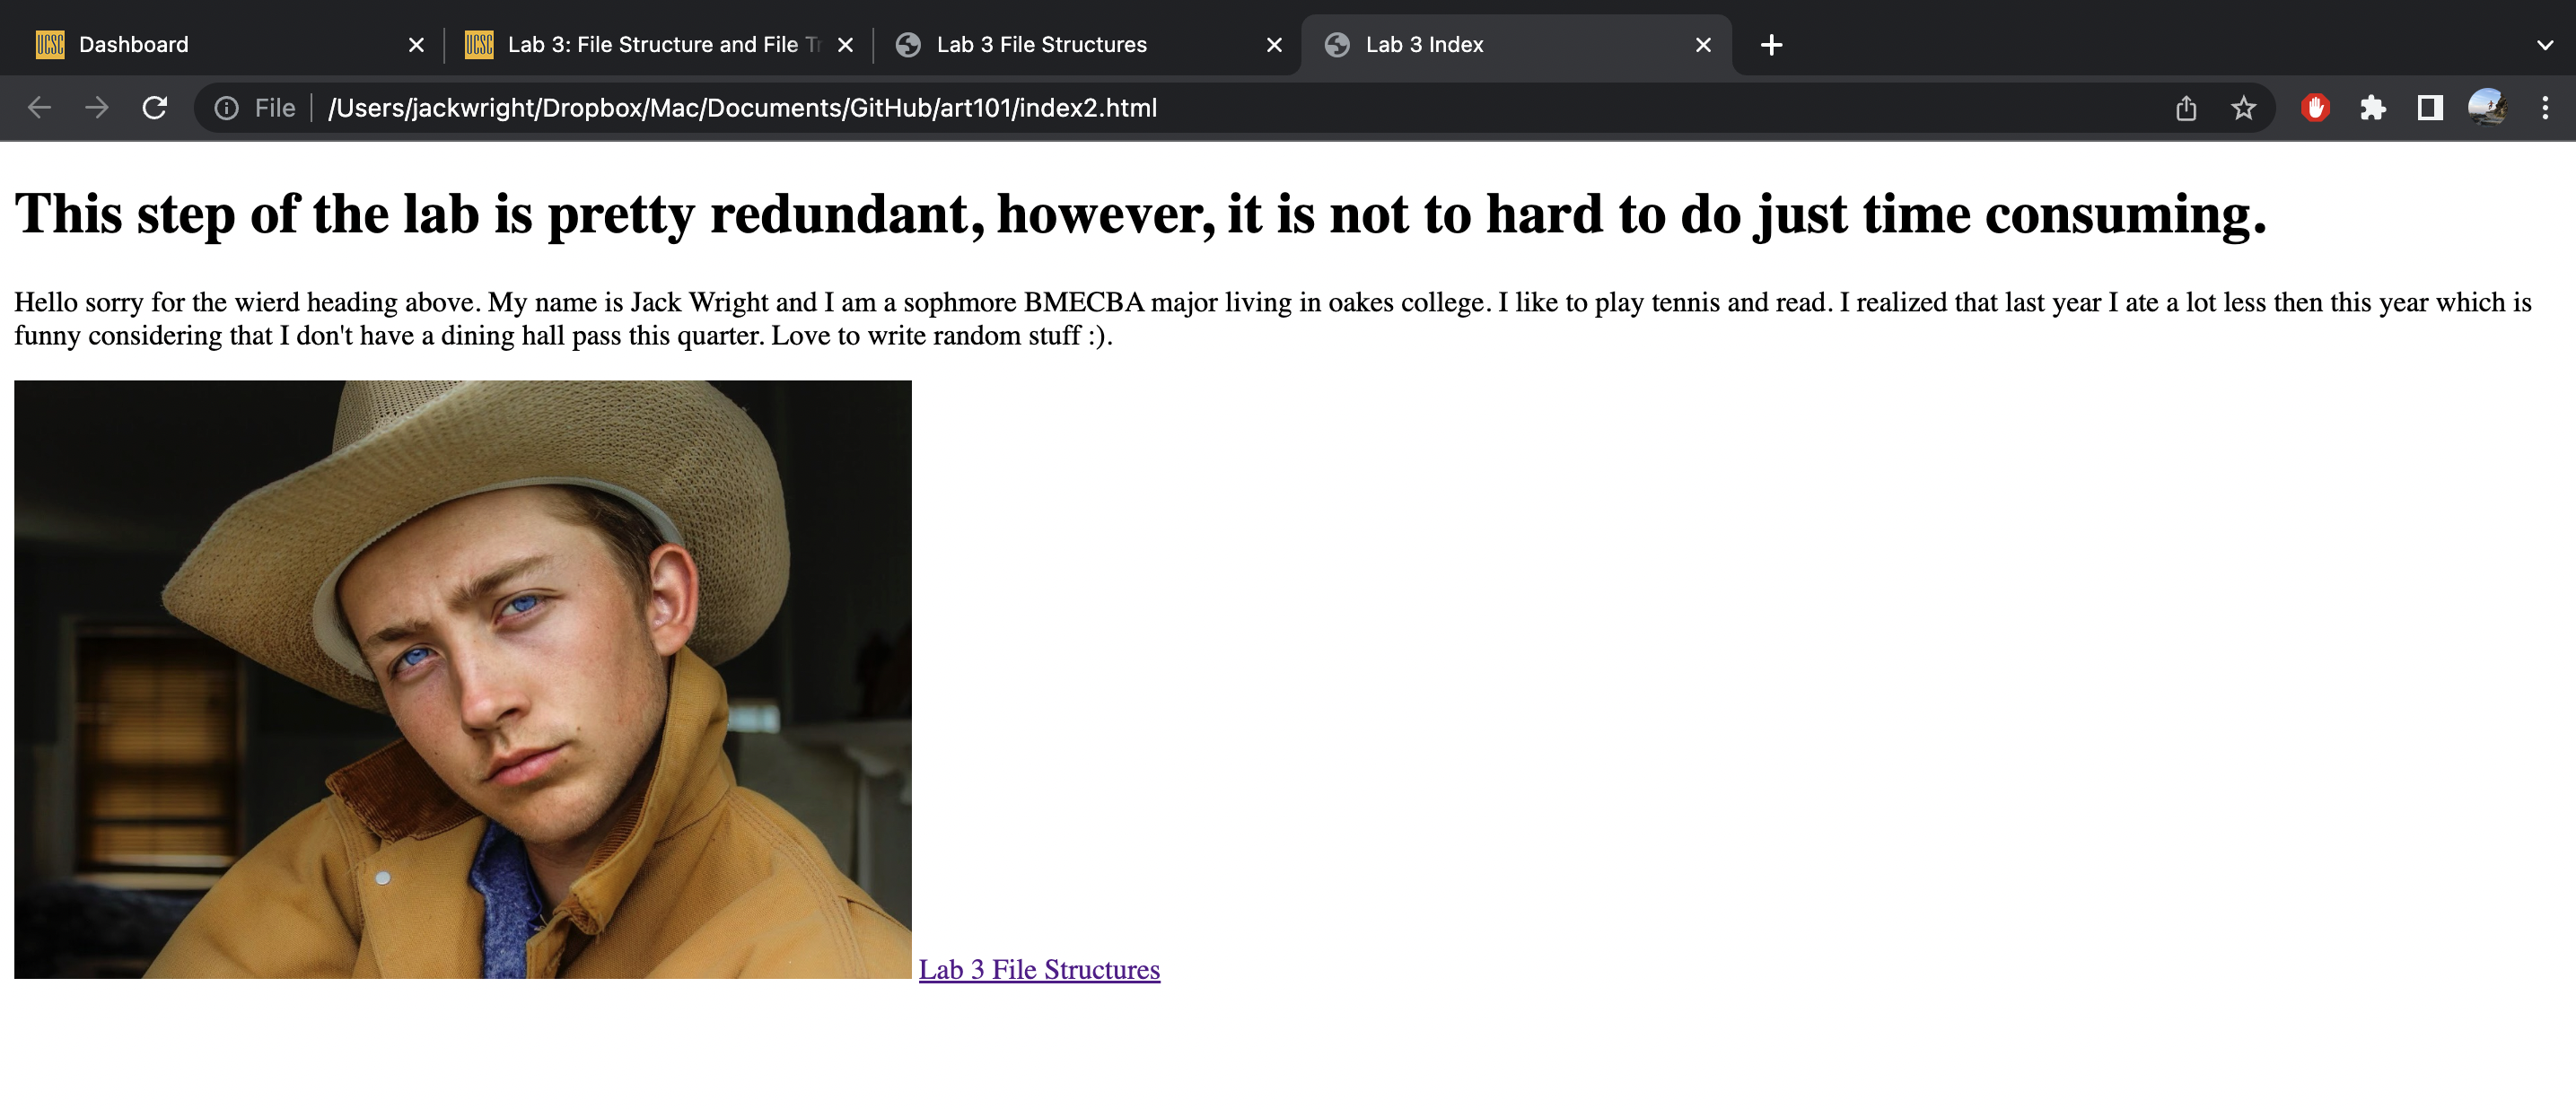 UCSC Dashboard
UCSC Lab 3: File Structure and File Tr
Lab 3 File Structures
Lab 3 Index
File /Users/jackwright/Dropbox/Mac/Documents/GitHub/art101/index2.html
This step of the lab is pretty redundant, however, it is not to hard to do just time consuming.
Hello sorry for the wierd heading above. My name is Jack Wright and I am a sophmore BMECBA major living in oakes college. I like to play tennis and read. I realized that last year I ate a lot less then this year which is
funny considering that I don't have a dining hall pass this quarter. Love to write random stuff :).
Lab 3 File Structures